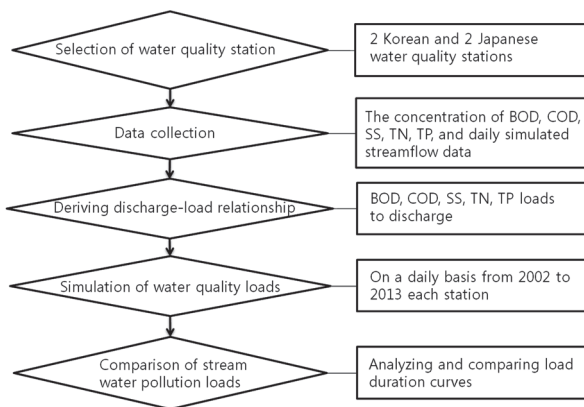 Selection of water quality station
2 Korean and 2 Japanese
water quality stations
Data collection
The concentration of BOD, COD,
SS, TN, TP, and daily simulated
streamflow data
Deriving discharge-load relationship
BOD, COD, SS, TN, TP loads
to discharge
Simulation of water quality loads
On a daily basis from 2002 to
2013 each station
Comparison of stream
water pollution loads
Analyzing and comparing load
duration curves